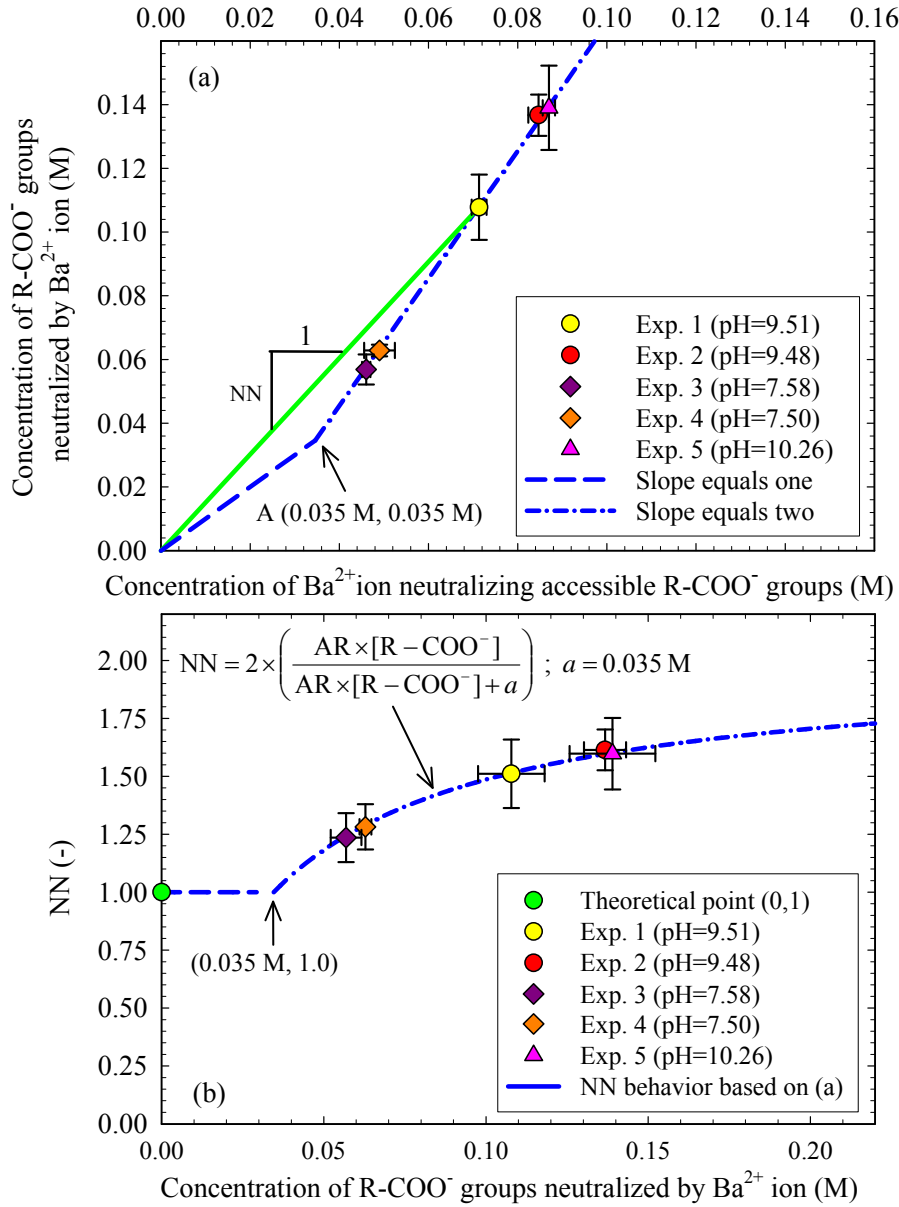 0.00 0.02 0.04 0.06 0.08 0.10 0.12 0.14 0.16
(a)
0.14
0.12
0.10
0.08
0.06
0.04
0.02
0.00
Concentration of R-COO⁻ groups
neutralized by Ba²⁺ ion (M)
1
NN
A (0.035 M, 0.035 M)
Exp. 1 (pH=9.51)
Exp. 2 (pH=9.48)
Exp. 3 (pH=7.58)
Exp. 4 (pH=7.50)
Exp. 5 (pH=10.26)
Slope equals one
Slope equals two
Concentration of Ba²⁺ion neutralizing accessible R-COO⁻ groups (M)
NN = 2×(AR×[R−COO⁻] / AR×[R−COO⁻]+a) ; a = 0.035 M
2.00
1.75
1.50
1.25
1.00
0.75
0.50
0.25
0.00
NN (-)
(0.035 M, 1.0)
Theoretical point (0,1)
Exp. 1 (pH=9.51)
Exp. 2 (pH=9.48)
Exp. 3 (pH=7.58)
Exp. 4 (pH=7.50)
Exp. 5 (pH=10.26)
NN behavior based on (a)
(b)
0.00 0.05 0.10 0.15 0.20
Concentration of R-COO⁻ groups neutralized by Ba²⁺ ion (M)